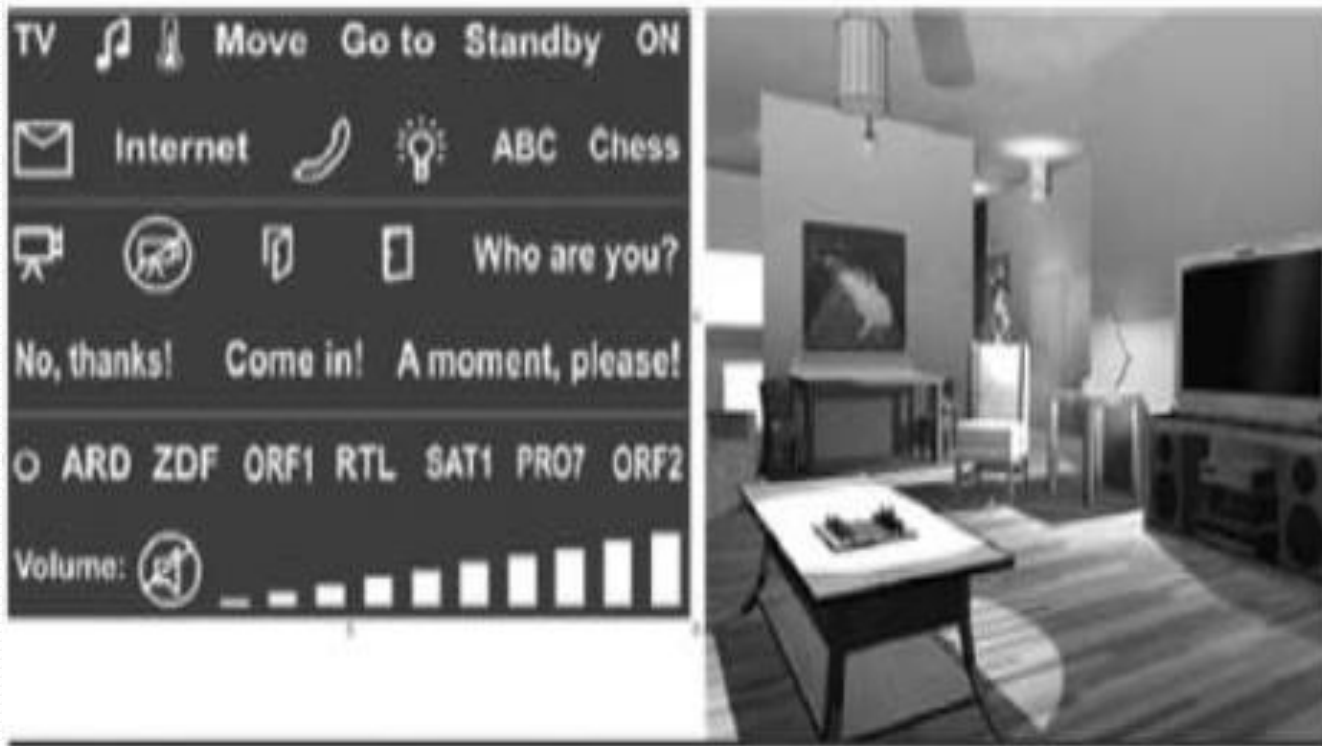 TV Move Go to Standby ON
Internet ABC Chess
Who are you?
No, thanks! Come in! A moment, please!
ARD ZDF ORF1 RTL SAT1 PRO7 ORF2
Volume: